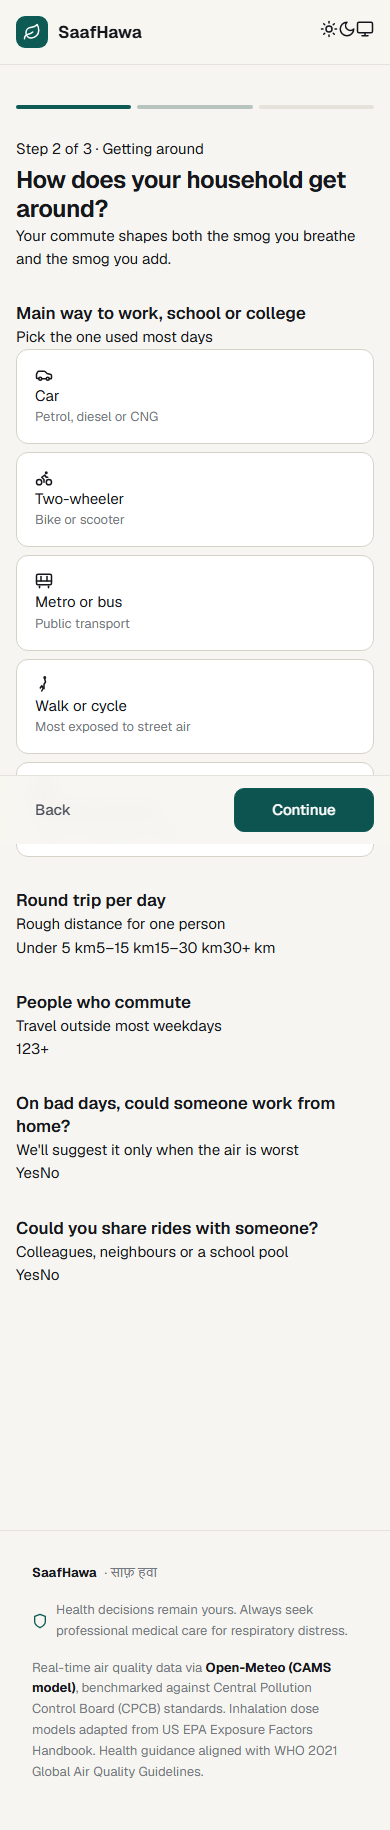 SaafHawa
Step 2 of 3 · Getting around
How does your household get
around?
Your commute shapes both the smog you breathe
and the smog you add.
Main way to work, school or college
Pick the one used most days
Car
Petrol, diesel or CNG
Two-wheeler
Bike or scooter
Metro or bus
Public transport
Walk or cycle
Most exposed to street air
Back
Continue
Round trip per day
Rough distance for one person
Under 5 km5–15 km15–30 km30+ km
People who commute
Travel outside most weekdays
123+
On bad days, could someone work from
home?
We'll suggest it only when the air is worst
YesNo
Could you share rides with someone?
Colleagues, neighbours or a school pool
YesNo
SaafHawa · साफ़ हवा
Health decisions remain yours. Always seek
professional medical care for respiratory distress.
Real-time air quality data via Open-Meteo (CAMS
model), benchmarked against Central Pollution
Control Board (CPCB) standards. Inhalation dose
models adapted from US EPA Exposure Factors
Handbook. Health guidance aligned with WHO 2021
Global Air Quality Guidelines.